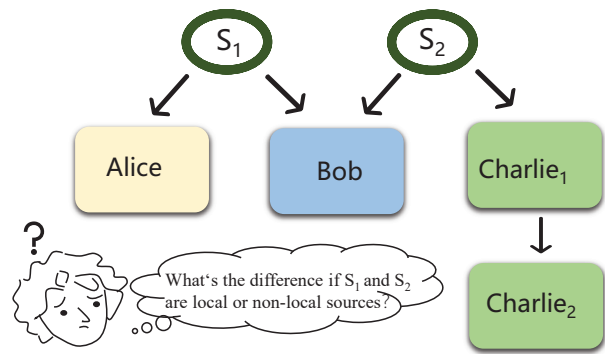 S₁
S₂
Alice
Bob
Charlie₁
?
What‘s the difference if S₁ and S₂
are local or non-local sources?
Charlie₂